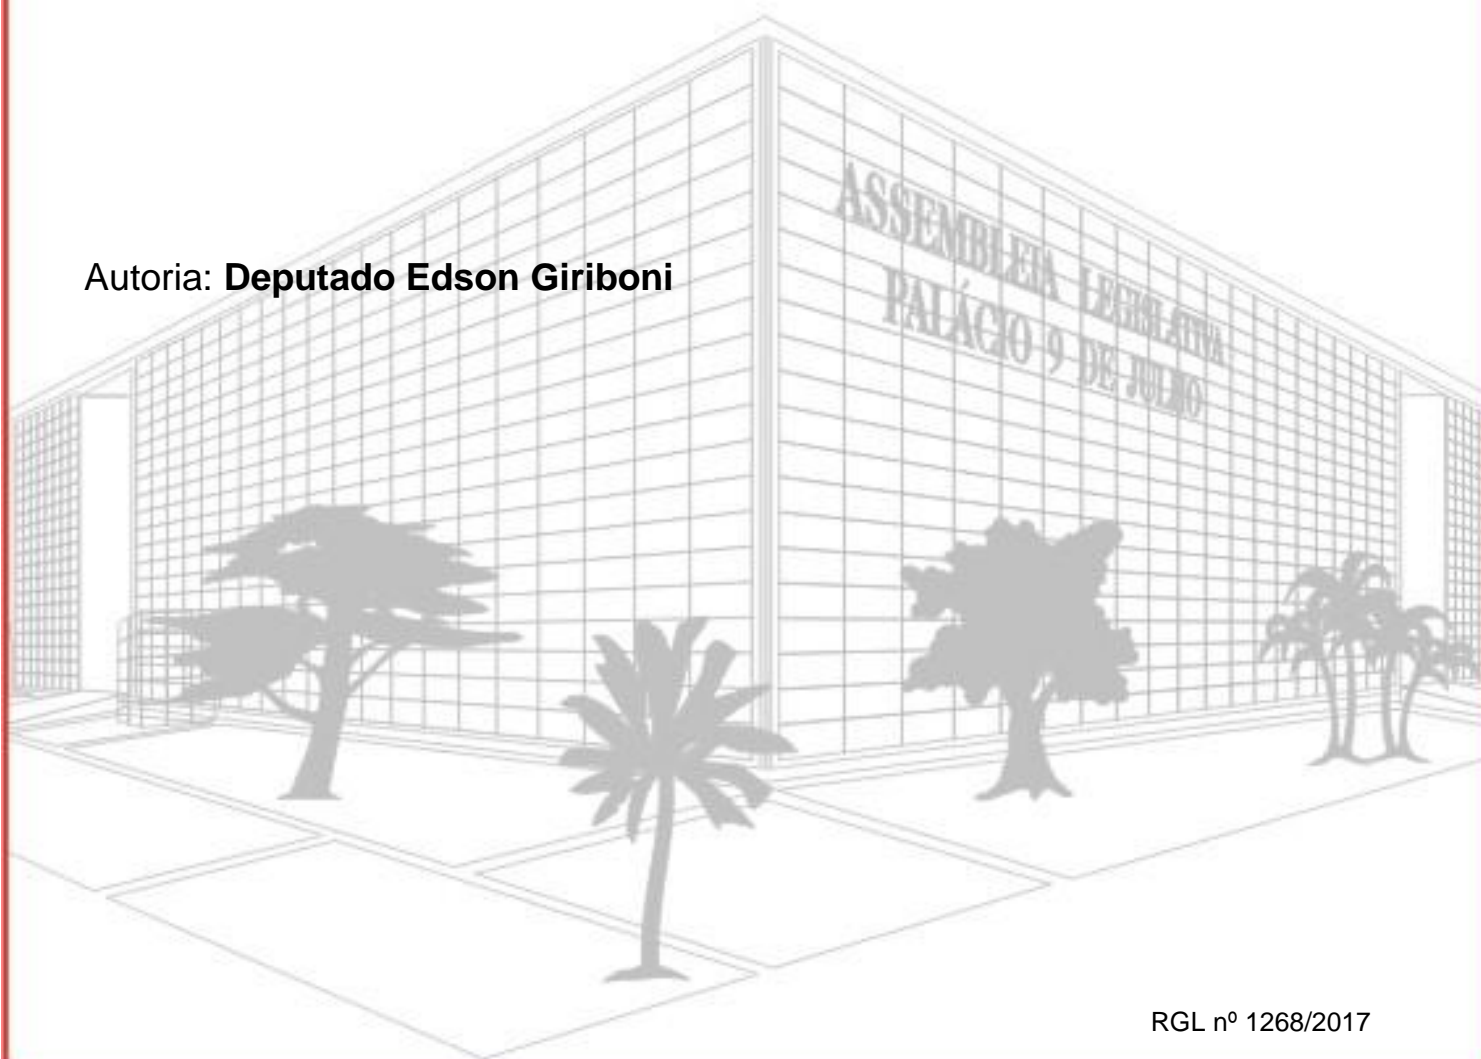 ASSEMBLEIA LEGISLATIVA
PALÁCIO 9 DE JULHO
Autoria: Deputado Edson Giriboni
RGL nº 1268/2017